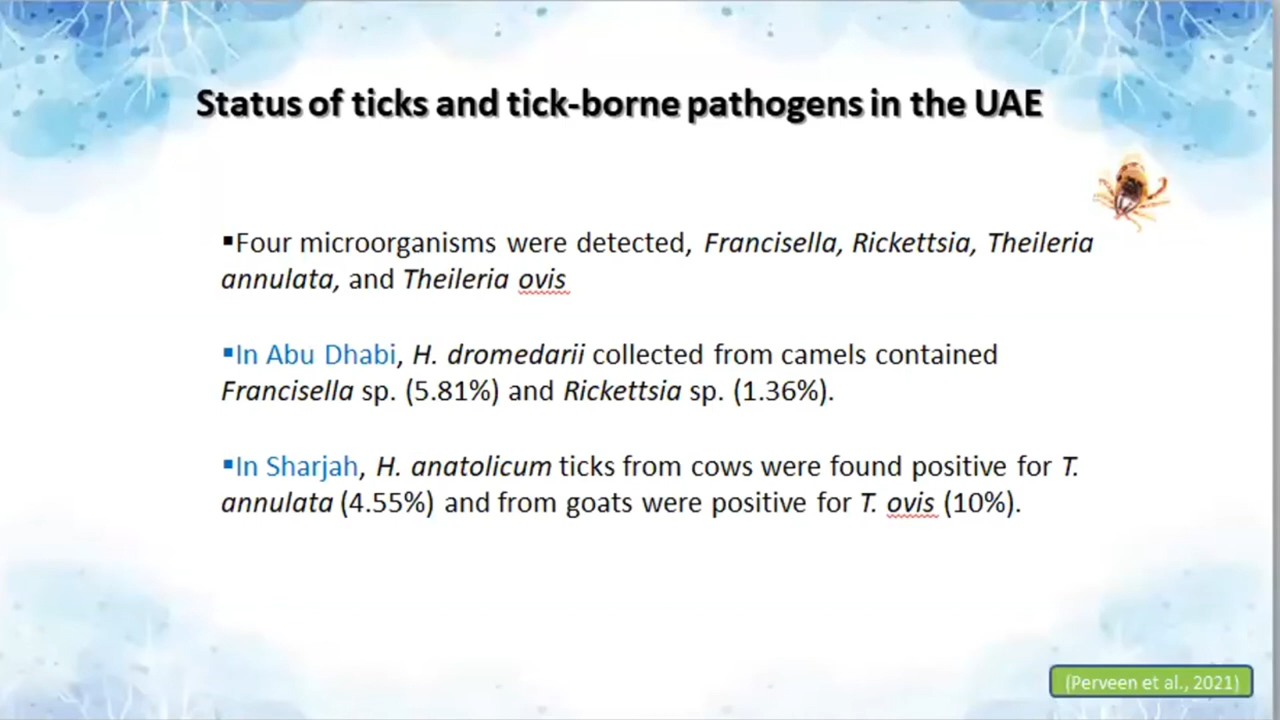 Status of ticks and tick-borne pathogens in the UAE
▪Four microorganisms were detected, Francisella, Rickettsia, Theileria
annulata, and Theileria ovis
▪In Abu Dhabi, H. dromedarii collected from camels contained
Francisella sp. (5.81%) and Rickettsia sp. (1.36%).
▪In Sharjah, H. anatolicum ticks from cows were found positive for T.
annulata (4.55%) and from goats were positive for T. ovis (10%).
(Perveen et al., 2021)